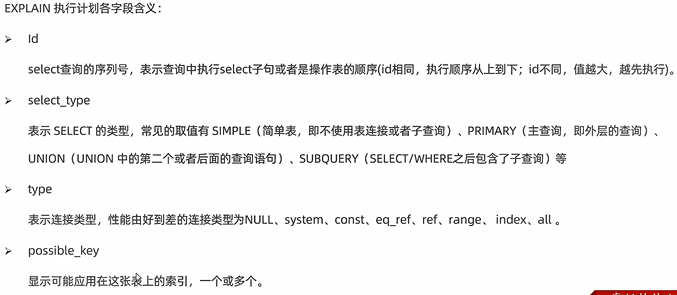 EXPLAIN 执行计划各字段含义：
➢ Id
select查询的序列号，表示查询中执行select子句或者是操作表的顺序(id相同，执行顺序从上到下；id不同，值越大，越先执行)。
➢ select_type
表示 SELECT 的类型，常见的取值有 SIMPLE（简单表，即不使用表连接或者子查询）、PRIMARY（主查询，即外层的查询）、
UNION（UNION 中的第二个或者后面的查询语句）、SUBQUERY（SELECT/WHERE之后包含了子查询）等
➢ type
表示连接类型，性能由好到差的连接类型为NULL、system、const、eq_ref、ref、range、 index、all 。
➢ possible_key
显示可能应用在这张表上的索引，一个或多个。